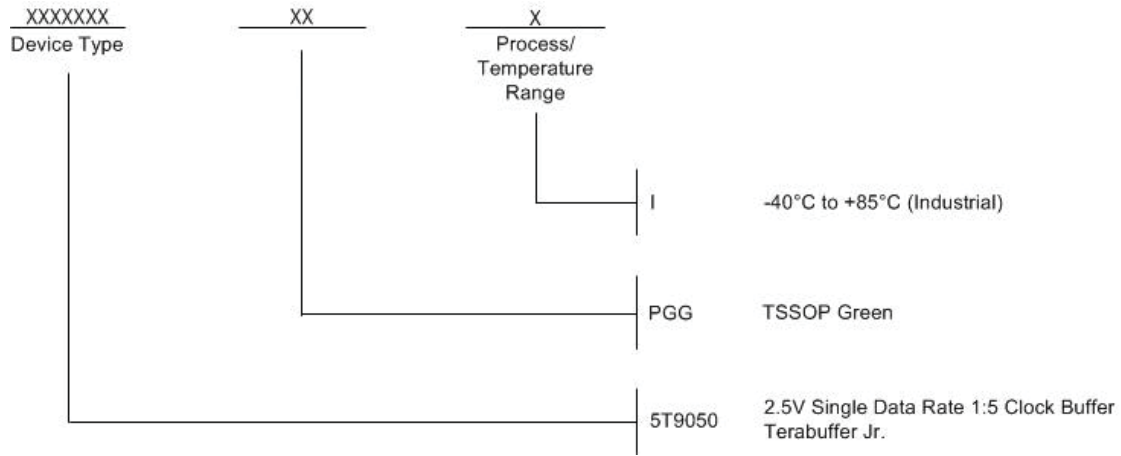 XXXXXXX XX X
Device Type Process/
Temperature
Range
I -40°C to +85°C (Industrial)
PGG TSSOP Green
5T9050 2.5V Single Data Rate 1:5 Clock Buffer
Terabuffer Jr.